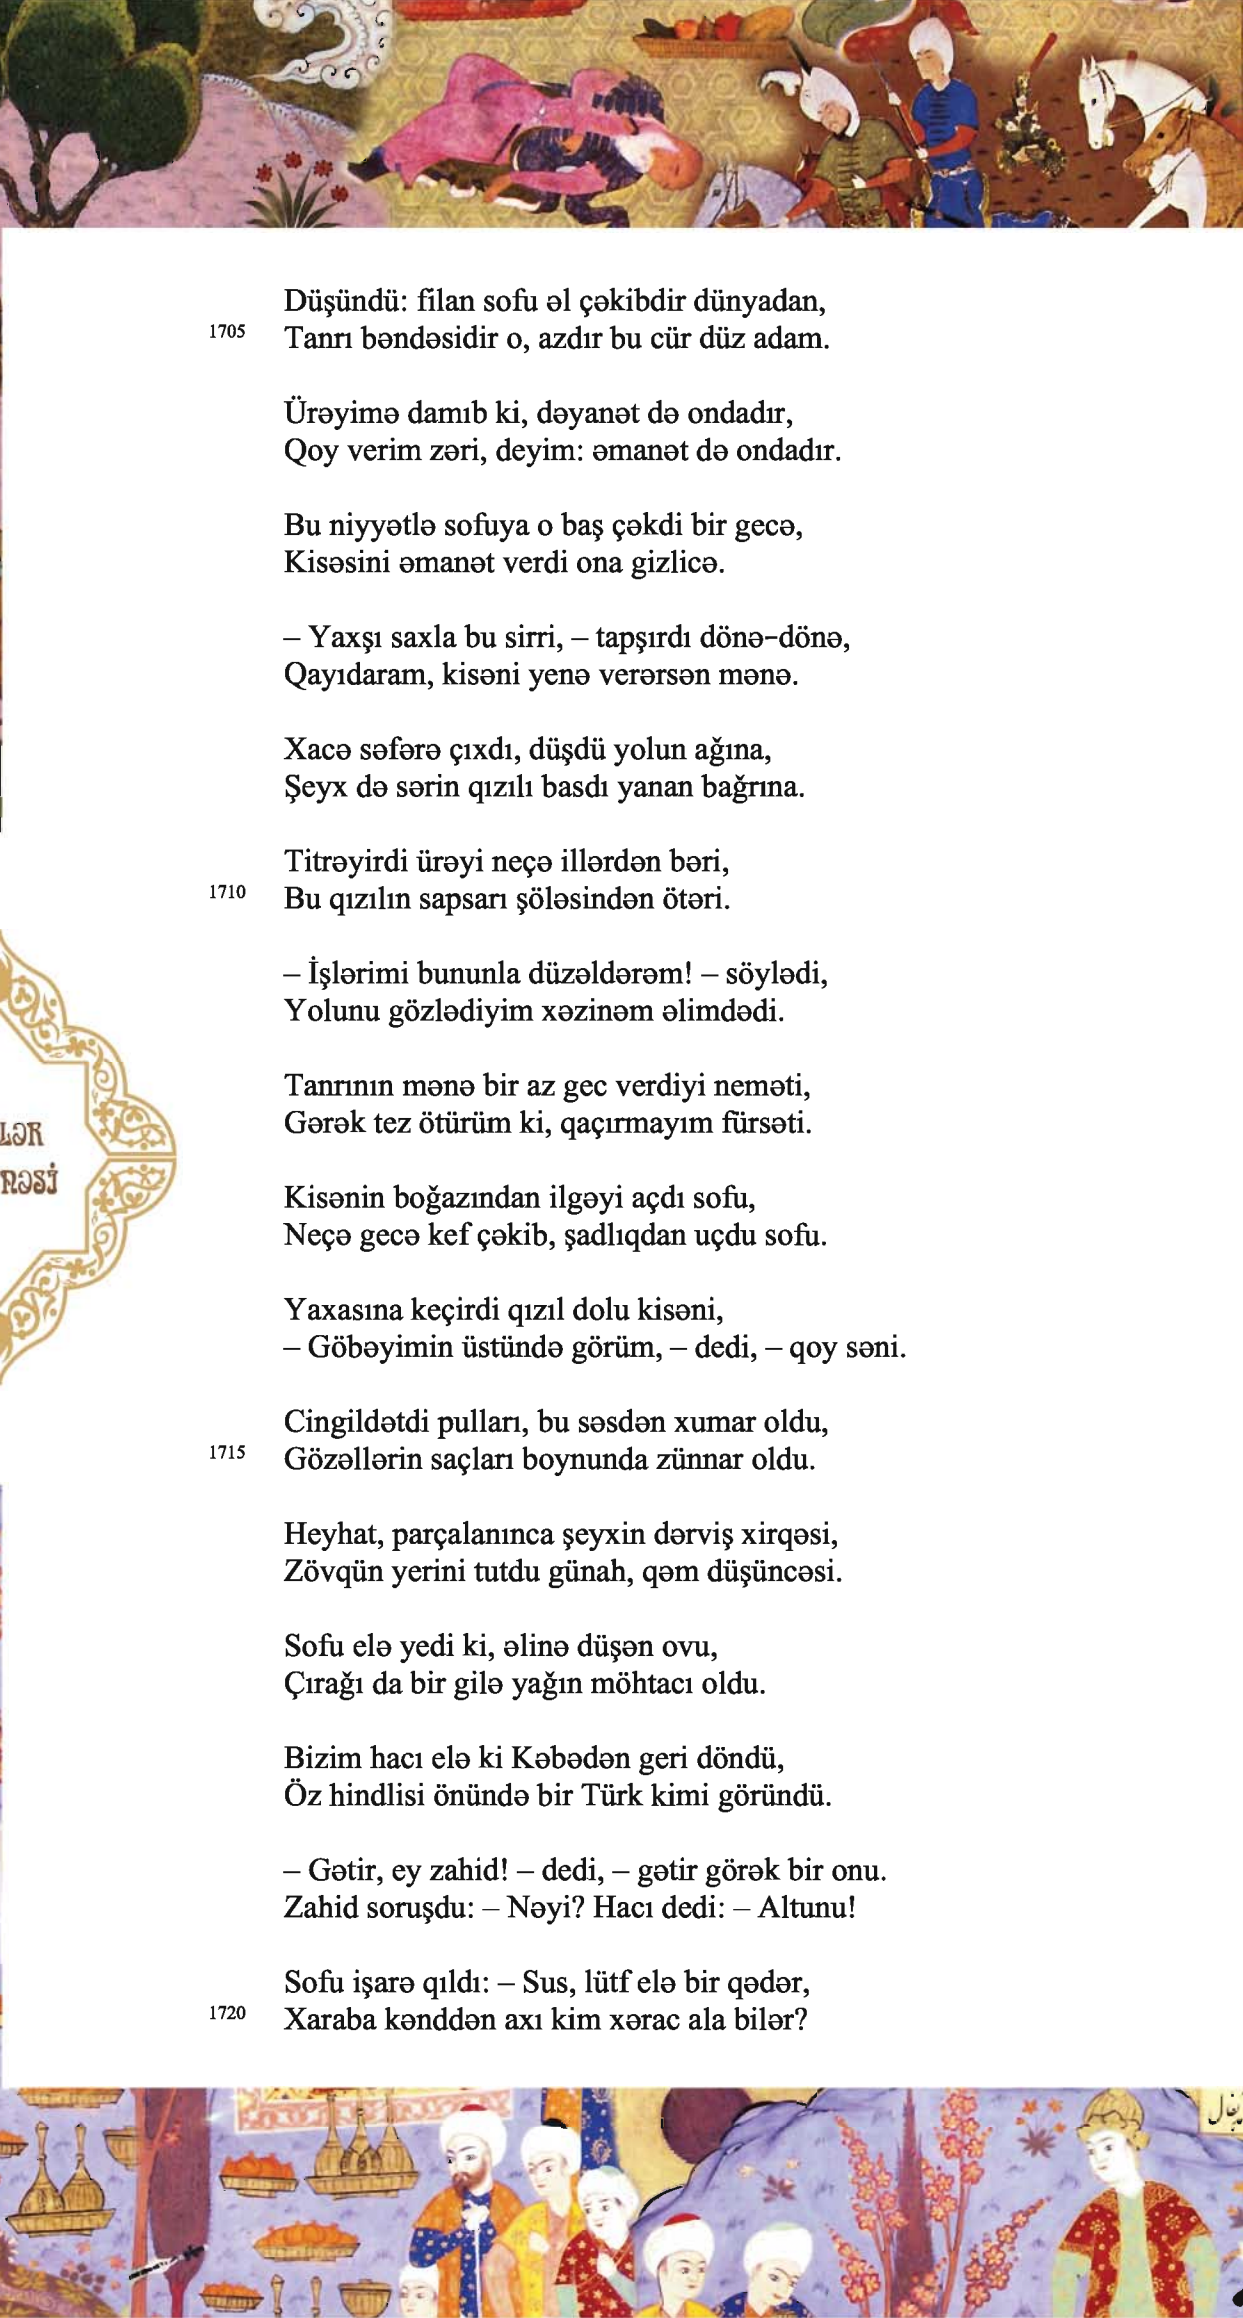 Düşündü: filan sofu əl çəkibdir dünyadan,
1705 Tanrı bəndəsidir o, azdır bu cür düz adam.
Ürəyimə damıb ki, dəyanət də ondadır,
Qoy verim zəri, deyim: əmanət də ondadır.
Bu niyyətlə sofuya o baş çəkdi bir gecə,
Kisəsini əmanət verdi ona gizlicə.
– Yaxşı saxla bu sirri, – tapşırdı dönə-dönə,
Qayıdaram, kisəni yenə verərsən mənə.
Xacə səfərə çıxdı, düşdü yolun ağına,
Şeyx də sərin qızılı basdı yanan bağrına.
Titrəyirdi ürəyi neçə illərdən bəri,
1710 Bu qızılın sapsarı şöləsindən ötəri.
– İşlərimi bununla düzəldərəm! – söylədi,
Yolunu gözlədiyim xəzinəm əlimdədi.
Tanrının mənə bir az gec verdiyi neməti,
Gərək tez ötürüm ki, qaçırmayım fürsəti.
LƏR
NƏSİ
Kisənin boğazından ilgəyi açdı sofu,
Neçə gecə kef çəkib, şadlıqdan uçdu sofu.
Yaxasına keçirdi qızıl dolu kisəni,
– Göbəyimin üstündə görüm, – dedi, – qoy səni.
Cingildətdi pulları, bu səsdən xumar oldu,
1715 Gözəllərin saçları boynunda zünnar oldu.
Heyhat, parçalanınca şeyxin dərviş xirqəsi,
Zövqün yerini tutdu günah, qəm düşüncəsi.
Sofu elə yedi ki, əlinə düşən ovu,
Çırağı da bir gilə yağın möhtacı oldu.
Bizim hacı elə ki Kəbədən geri döndü,
Öz hindlisi önündə bir Türk kimi göründü.
– Gətir, ey zahid! – dedi, – gətir görək bir onu.
Zahid soruşdu: – Nəyi? Hacı dedi: – Altunu!
Sofu işarə qıldı: – Sus, lütf elə bir qədər,
1720 Xaraba kənddən axı kim xərac ala bilər?